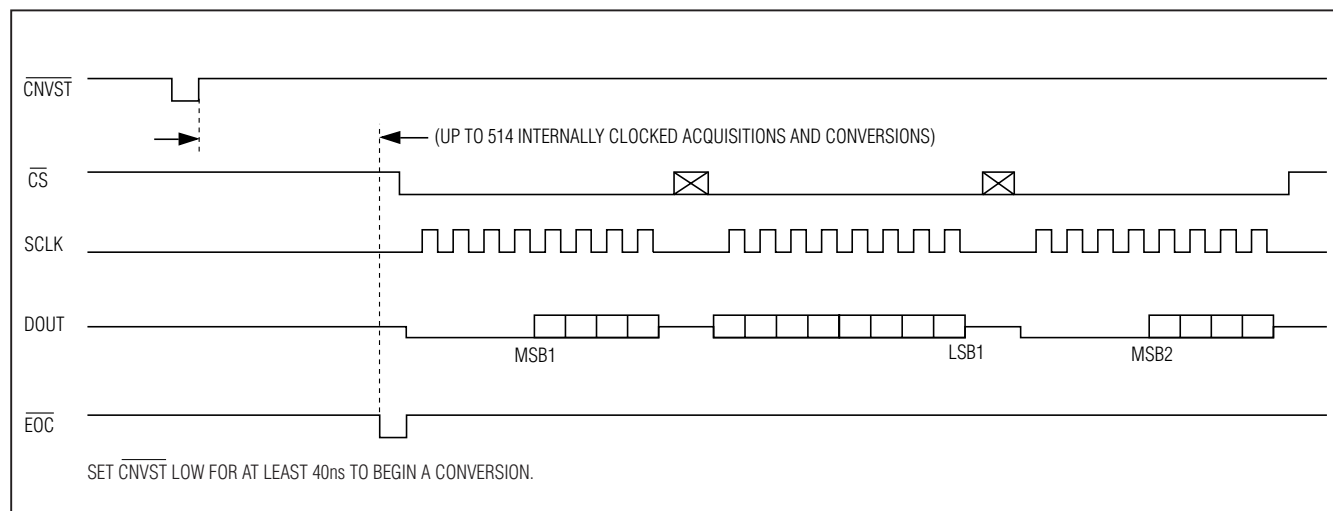 CNVST
(UP TO 514 INTERNALLY CLOCKED ACQUISITIONS AND CONVERSIONS)
CS
SCLK
DOUT
MSB1
LSB1
MSB2
EOC
SET CNVST LOW FOR AT LEAST 40ns TO BEGIN A CONVERSION.